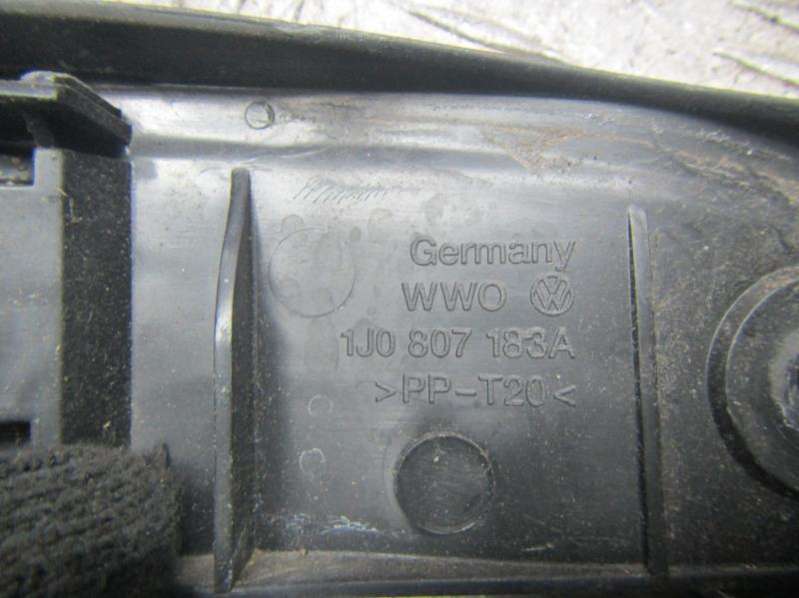 Germany
WWO
1J0 807 183A
>PP-T20<